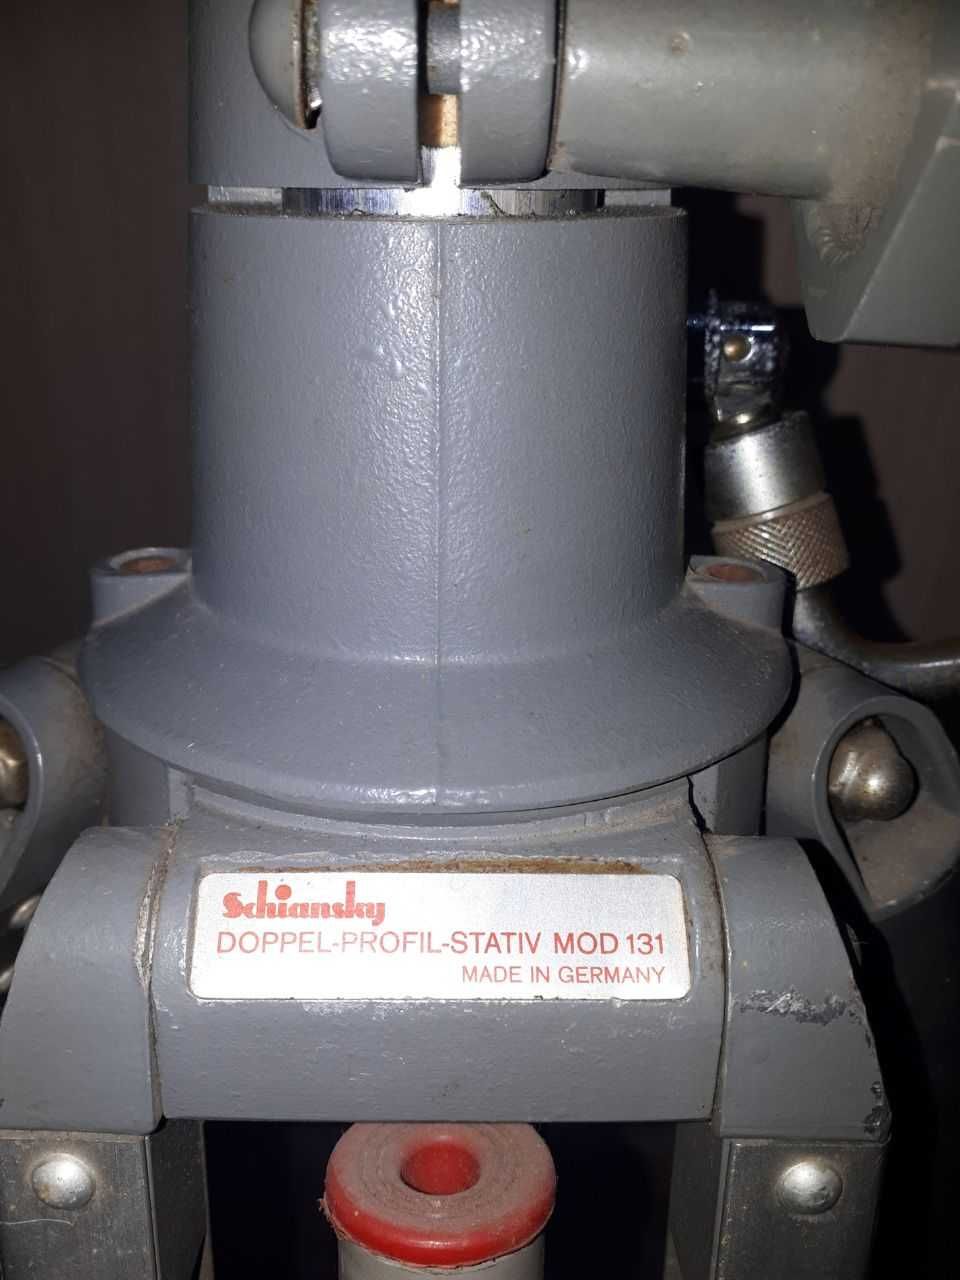 Schiansky
DOPPEL-PROFIL-STATIV MOD 131
MADE IN GERMANY